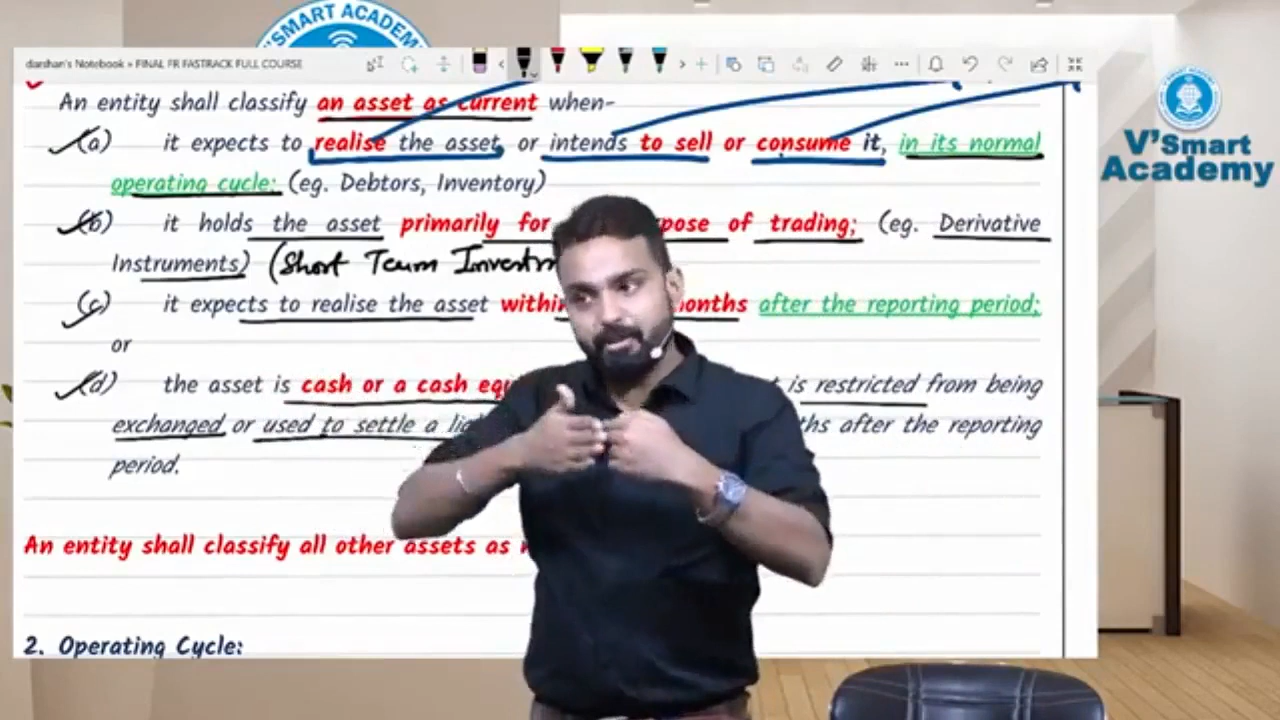 V'SMART ACADEMY
darshan's Notebook » FINAL FR FASTRACK FULL COURSE
An entity shall classify an asset as current when-
(a) it expects to realise the asset, or intends to sell or consume it, in its normal
operating cycle; (eg. Debtors, Inventory)
(b) it holds the asset primarily for pose of trading; (eg. Derivative
Instruments) (Short Term Investm
(c) it expects to realise the asset within months after the reporting period;
or
(d) the asset is cash or a cash equ is restricted from being
exchanged or used to settle a lia ths after the reporting
period.
An entity shall classify all other assets as
2. Operating Cycle:
V'Smart
Academy